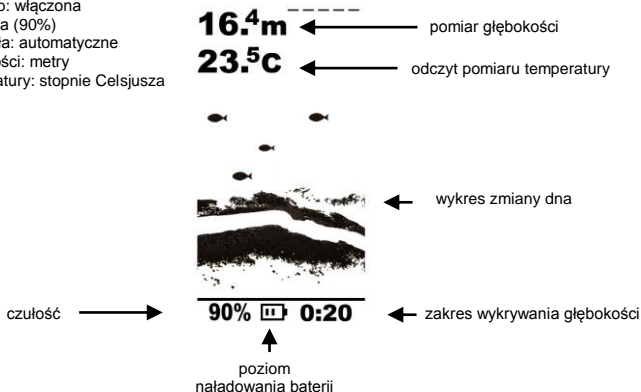 o: włączona
a (90%)
ła: automatyczne
ści: metry
atury: stopnie Celsjusza
16.4m
pomiar głębokości
23.5C
odczyt pomiaru temperatury
wykres zmiany dna
czułość
90% 0:20
zakres wykrywania głębokości
poziom
naładowania baterii